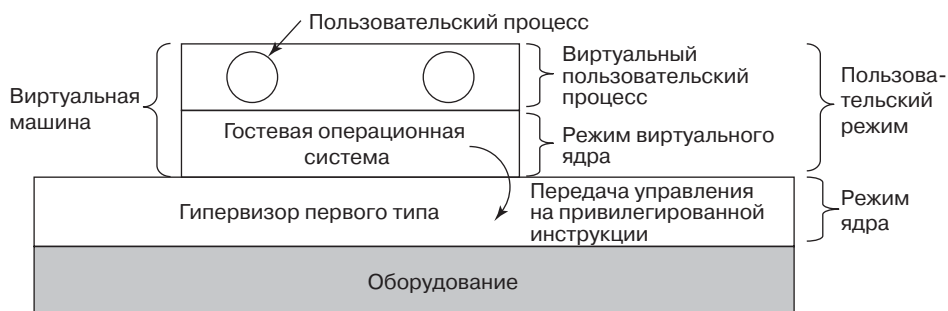 Пользовательский процесс
Виртуальная
машина
Виртуальный
пользовательский
процесс
Пользова-
тельский
режим
Гостевая операционная
система
Режим виртуального
ядра
Гипервизор первого типа
Передача управления
на привилегированной
инструкции
Режим
ядра
Оборудование